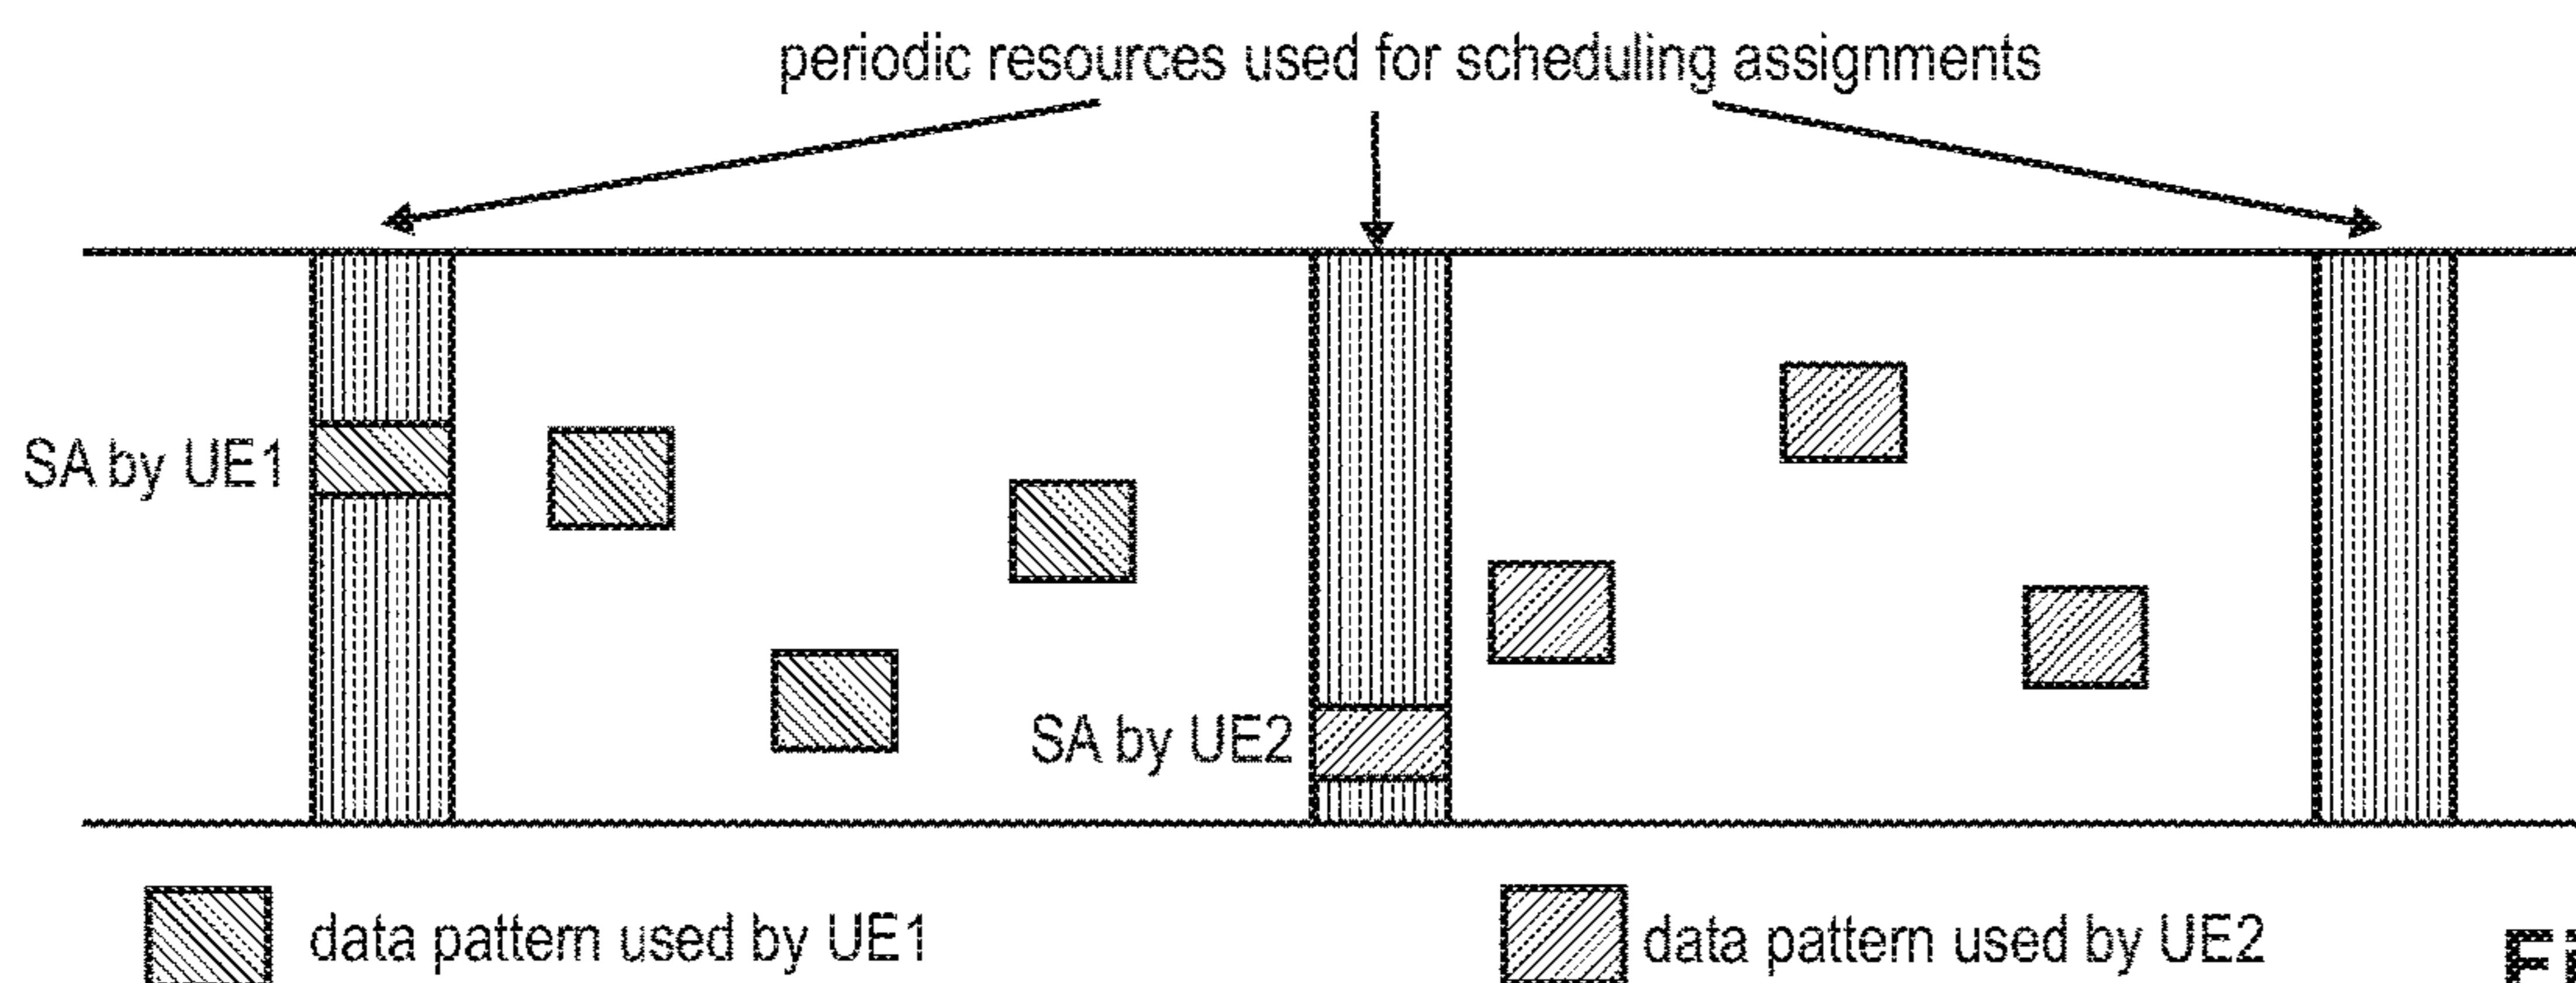 periodic resources used for scheduling assignments
SA by UE1
SA by UE2
data pattern used by UE1
data pattern used by UE2